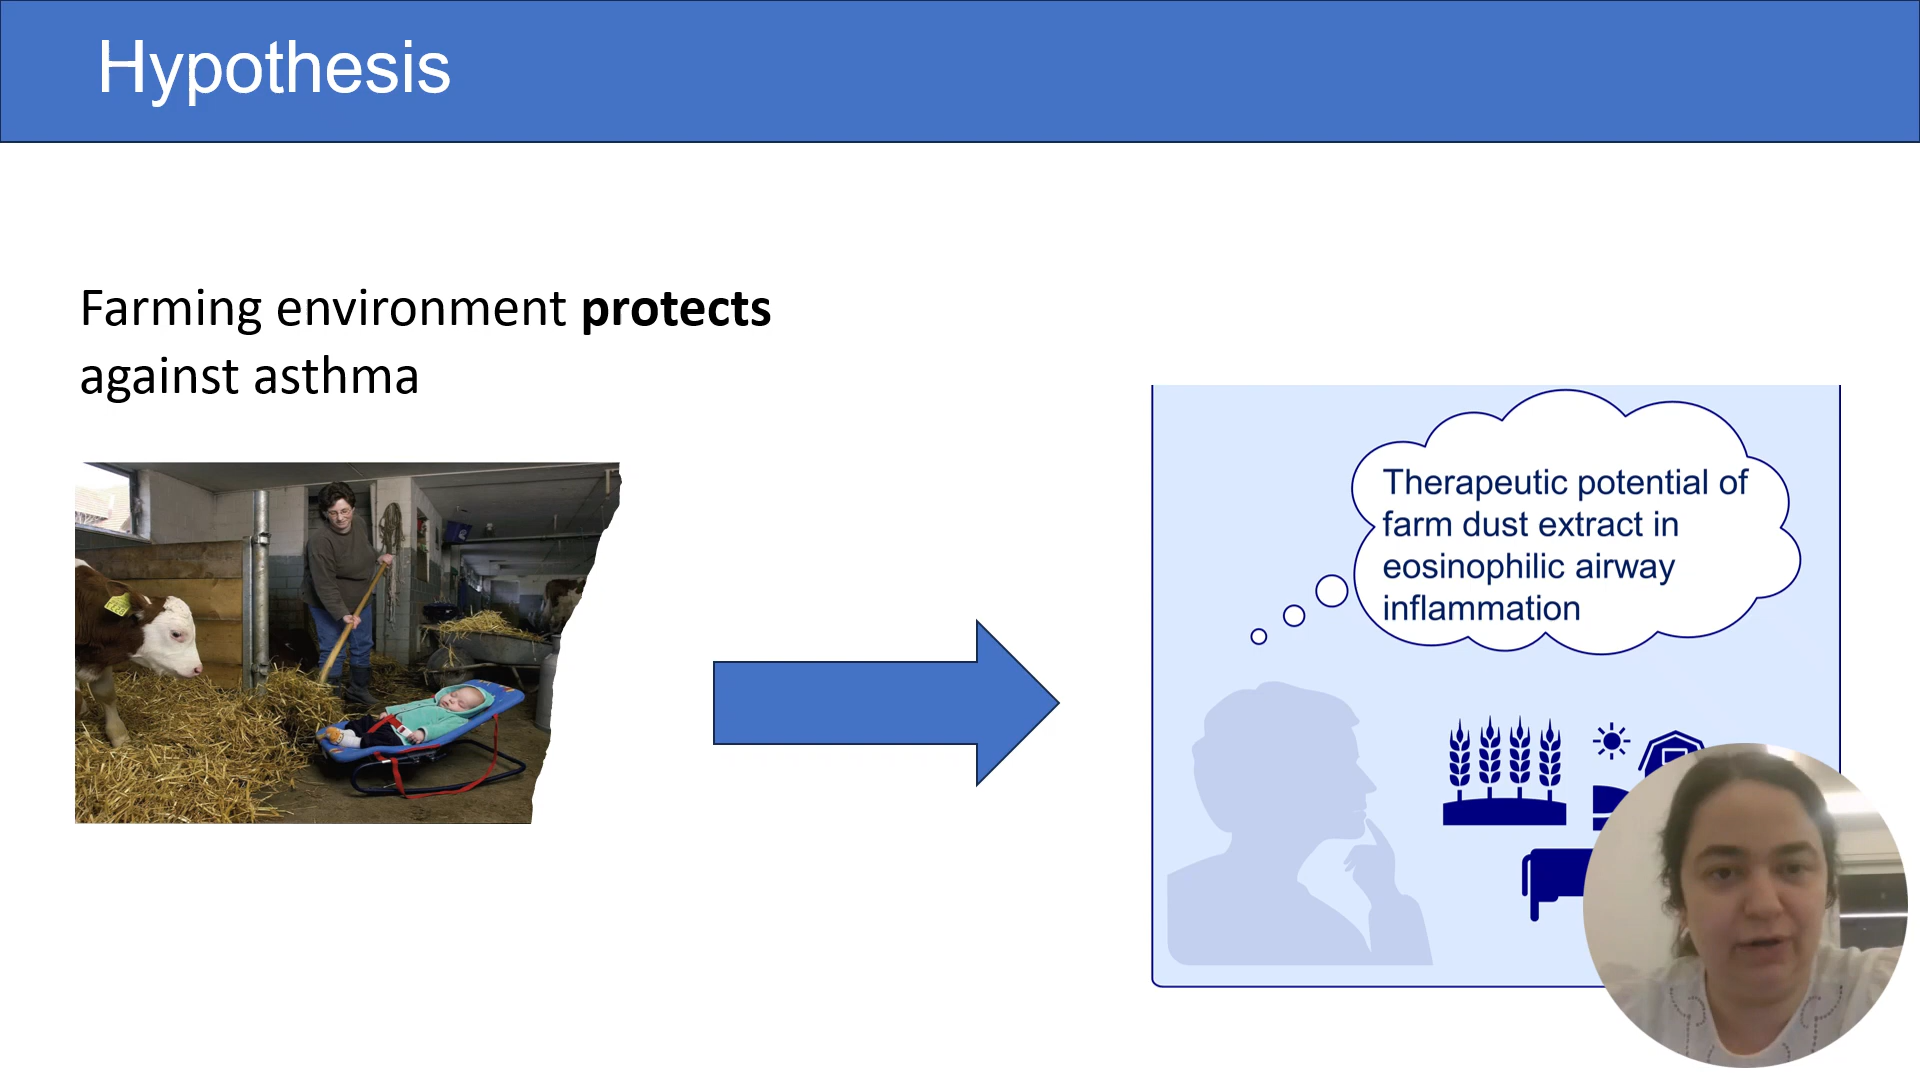 Hypothesis
Farming environment protects
against asthma
Therapeutic potential of
farm dust extract in
eosinophilic airway
inflammation